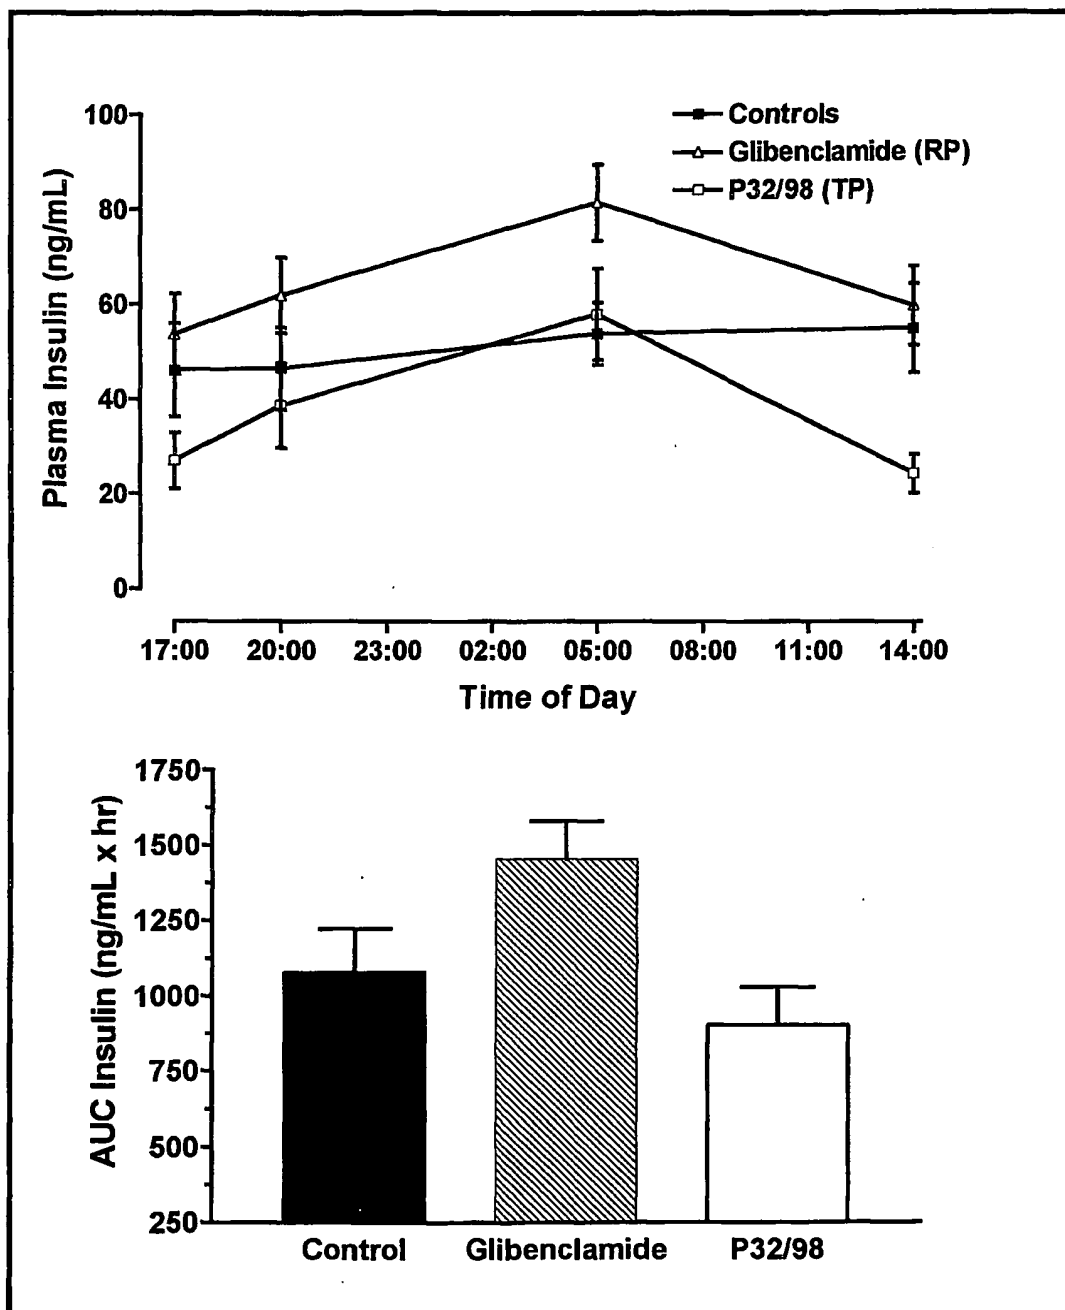 100
80
60
40
20
0
Plasma Insulin (ng/mL)
Controls
Glibenclamide (RP)
P32/98 (TP)
17:00 20:00 23:00 02:00 05:00 08:00 11:00 14:00
Time of Day
1750
1500
1250
1000
750
500
250
AUC Insulin (ng/mL x hr)
Control Glibenclamide P32/98